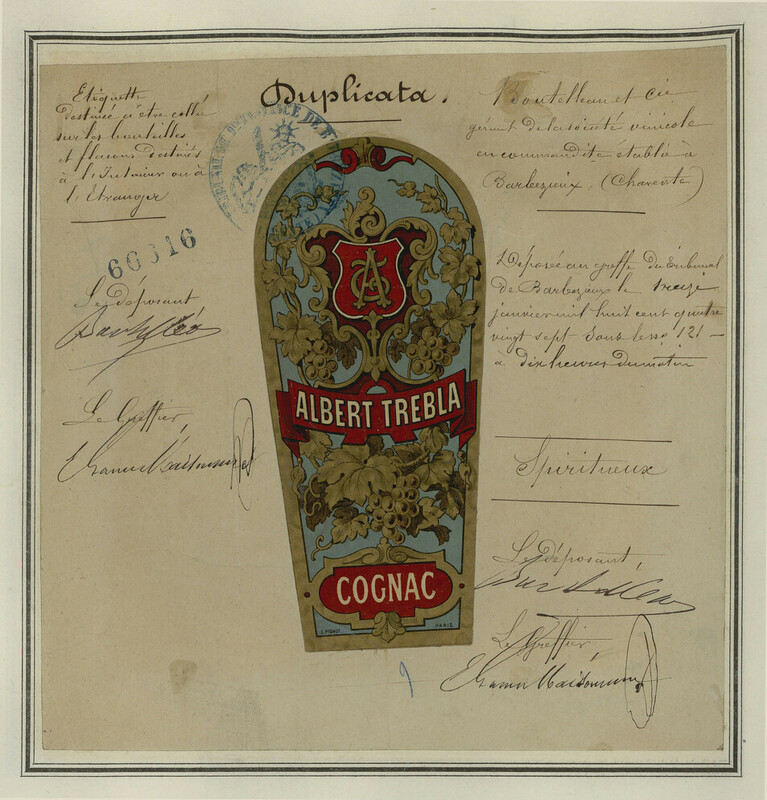 Duplicata.
Etiquette
destinée à être collée
sur les bouteilles
et flacons destinés
à l'Intérieur ou à
l'Etranger
60316
Le déposant
Le Greffier,
ALBERT TREBLA
COGNAC
PARIS
Boutelleau et Cie
gérant de la société vinicole
en commandite établie à
Barbezieux, (Charente)
Déposé au greffe du Tribunal
de Barbezieux le treize
janvier mil huit cent quatre
vingt sept sous le no 121 —
à dix heures du matin
Spiritueux
Le déposant,
Le Greffier,
9